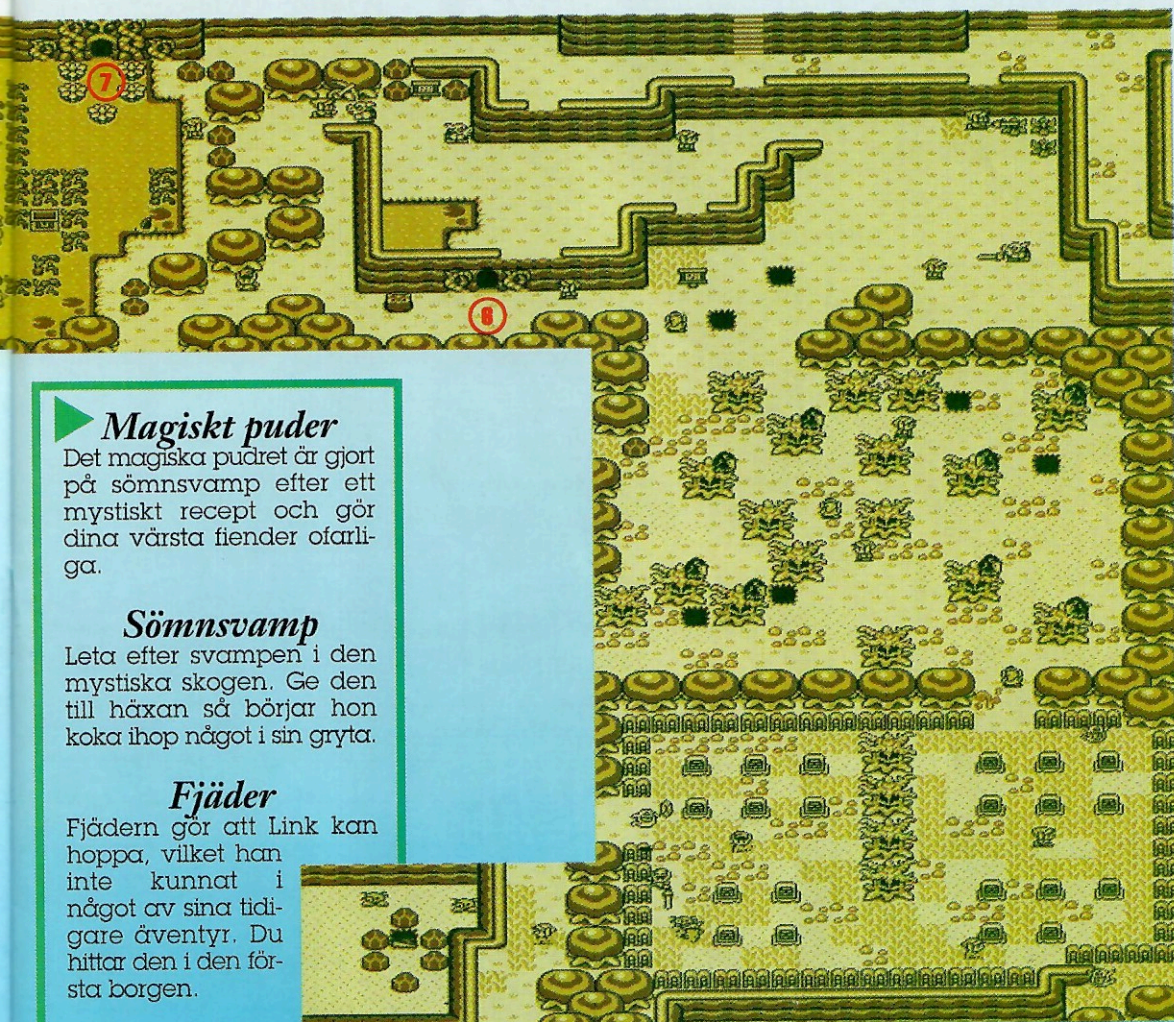 7
8
Magiskt puder
Det magiska pudret är gjort
på sömnsvamp efter ett
mystiskt recept och gör
dina värsta fiender ofarli-
ga.
Sömnsvamp
Leta efter svampen i den
mystiska skogen. Ge den
till häxan så börjar hon
koka ihop något i sin gryta.
Fjäder
Fjädern gör att Link kan
hoppa, vilket han
inte kunnat i
något av sina tidi-
gare äventyr. Du
hittar den i den för-
sta borgen.